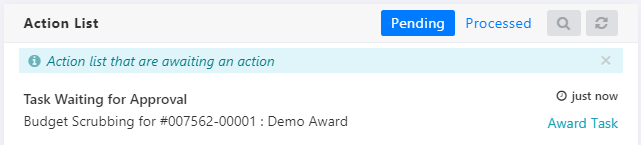 Action List Pending Processed
Action list that are awaiting an action
Task Waiting for Approval just now
Budget Scrubbing for #007562-00001 : Demo Award Award Task